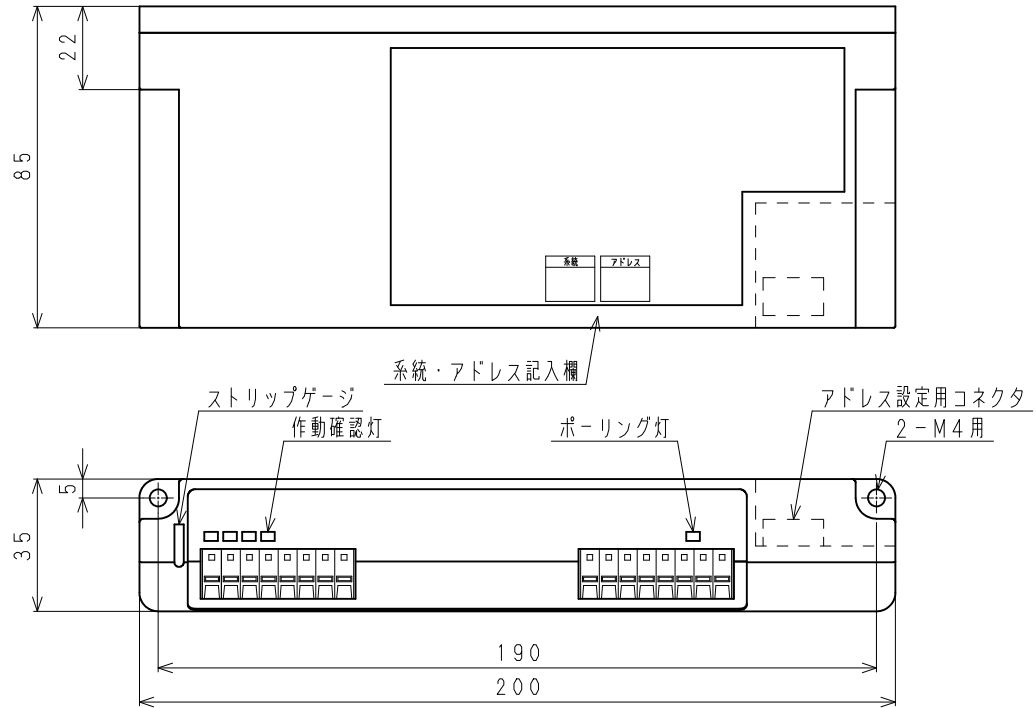 22
85
系統 アドレス
系統・アドレス記入欄
ストリップゲージ
作動確認灯
ポーリング灯
アドレス設定用コネクタ
2-M4用
5
35
190
200